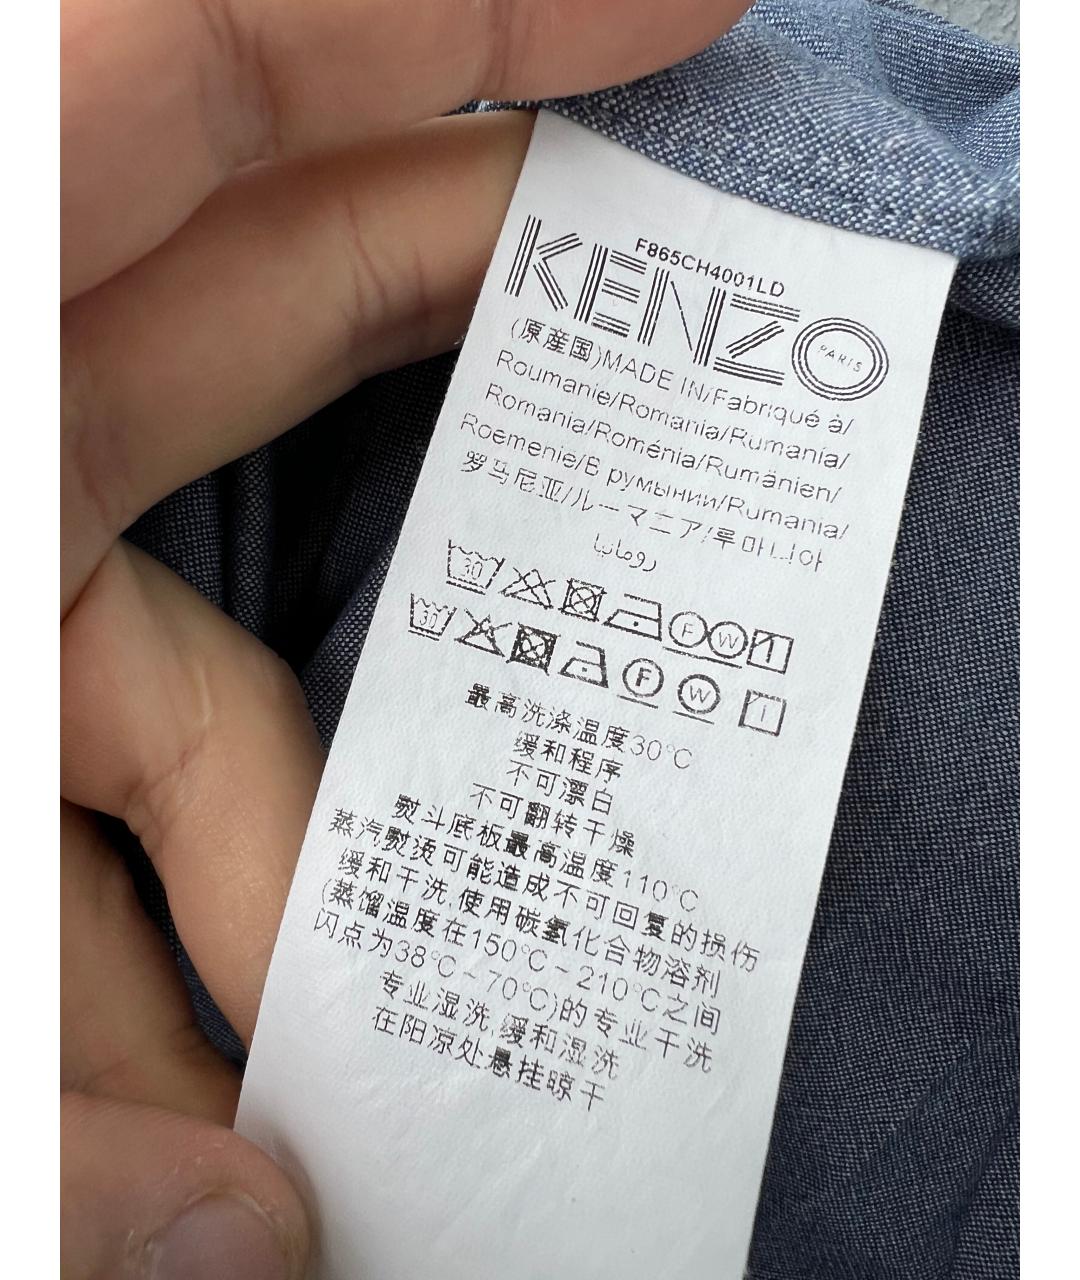 F865CH4001LD
KENZO
PARIS
(原産国)MADE IN/Fabriqué à/
Roumanie/Romania/Rumania/
Romania/Roménia/Rumänien/
Roemenie/В румынии/Rumania/
罗马尼亚/ルーマニア/루마니아
رومانيا
30 F W
30 F W
最高洗涤温度30°C
缓和程序
不可漂白
不可翻转干燥
熨斗底板最高温度110°C
蒸汽熨烫可能造成不可回复的损伤
缓和干洗,使用碳氢化合物溶剂
(蒸馏温度在150°C~210°C之间
闪点为38°C~70°C)的专业干洗
专业湿洗,缓和湿洗
在阳凉处悬挂晾干